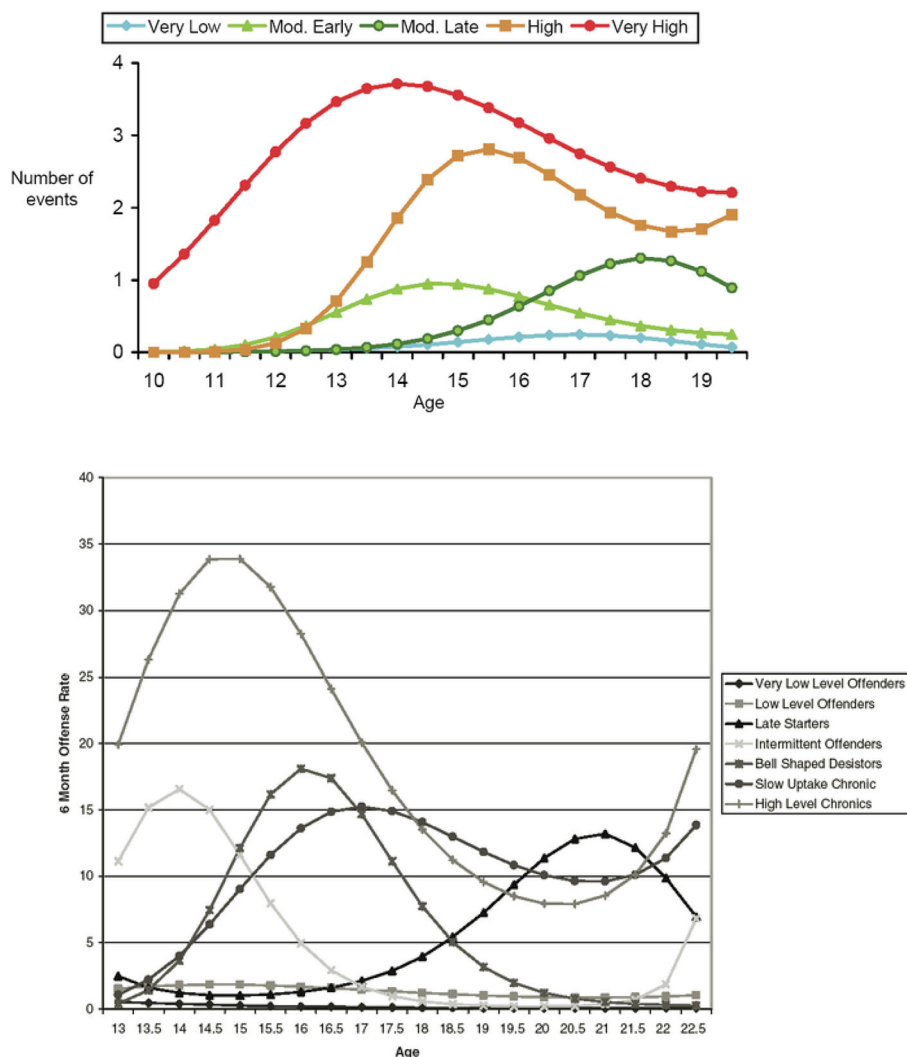 Very Low Mod. Early Mod. Late High Very High
4
3
2
1
0
Number of
events
10 11 12 13 14 15 16 17 18 19
Age
40
35
30
25
20
15
10
5
0
6 Month Offense Rate
13 13.5 14 14.5 15 15.5 16 16.5 17 17.5 18 18.5 19 19.5 20 20.5 21 21.5 22 22.5
Age
Very Low Level Offenders
Low Level Offenders
Late Starters
Intermittent Offenders
Bell Shaped Desistors
Slow Uptake Chronic
High Level Chronics